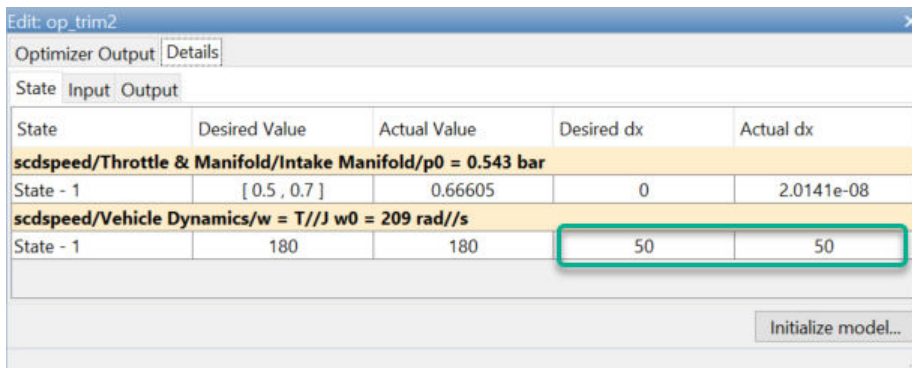 Edit: op_trim2
Optimizer Output Details
State Input Output
State Desired Value Actual Value Desired dx Actual dx
scdspeed/Throttle & Manifold/Intake Manifold/p0 = 0.543 bar
State - 1 [ 0.5 , 0.7 ] 0.66605 0 2.0141e-08
scdspeed/Vehicle Dynamics/w = T//J w0 = 209 rad//s
State - 1 180 180 50 50
Initialize model...